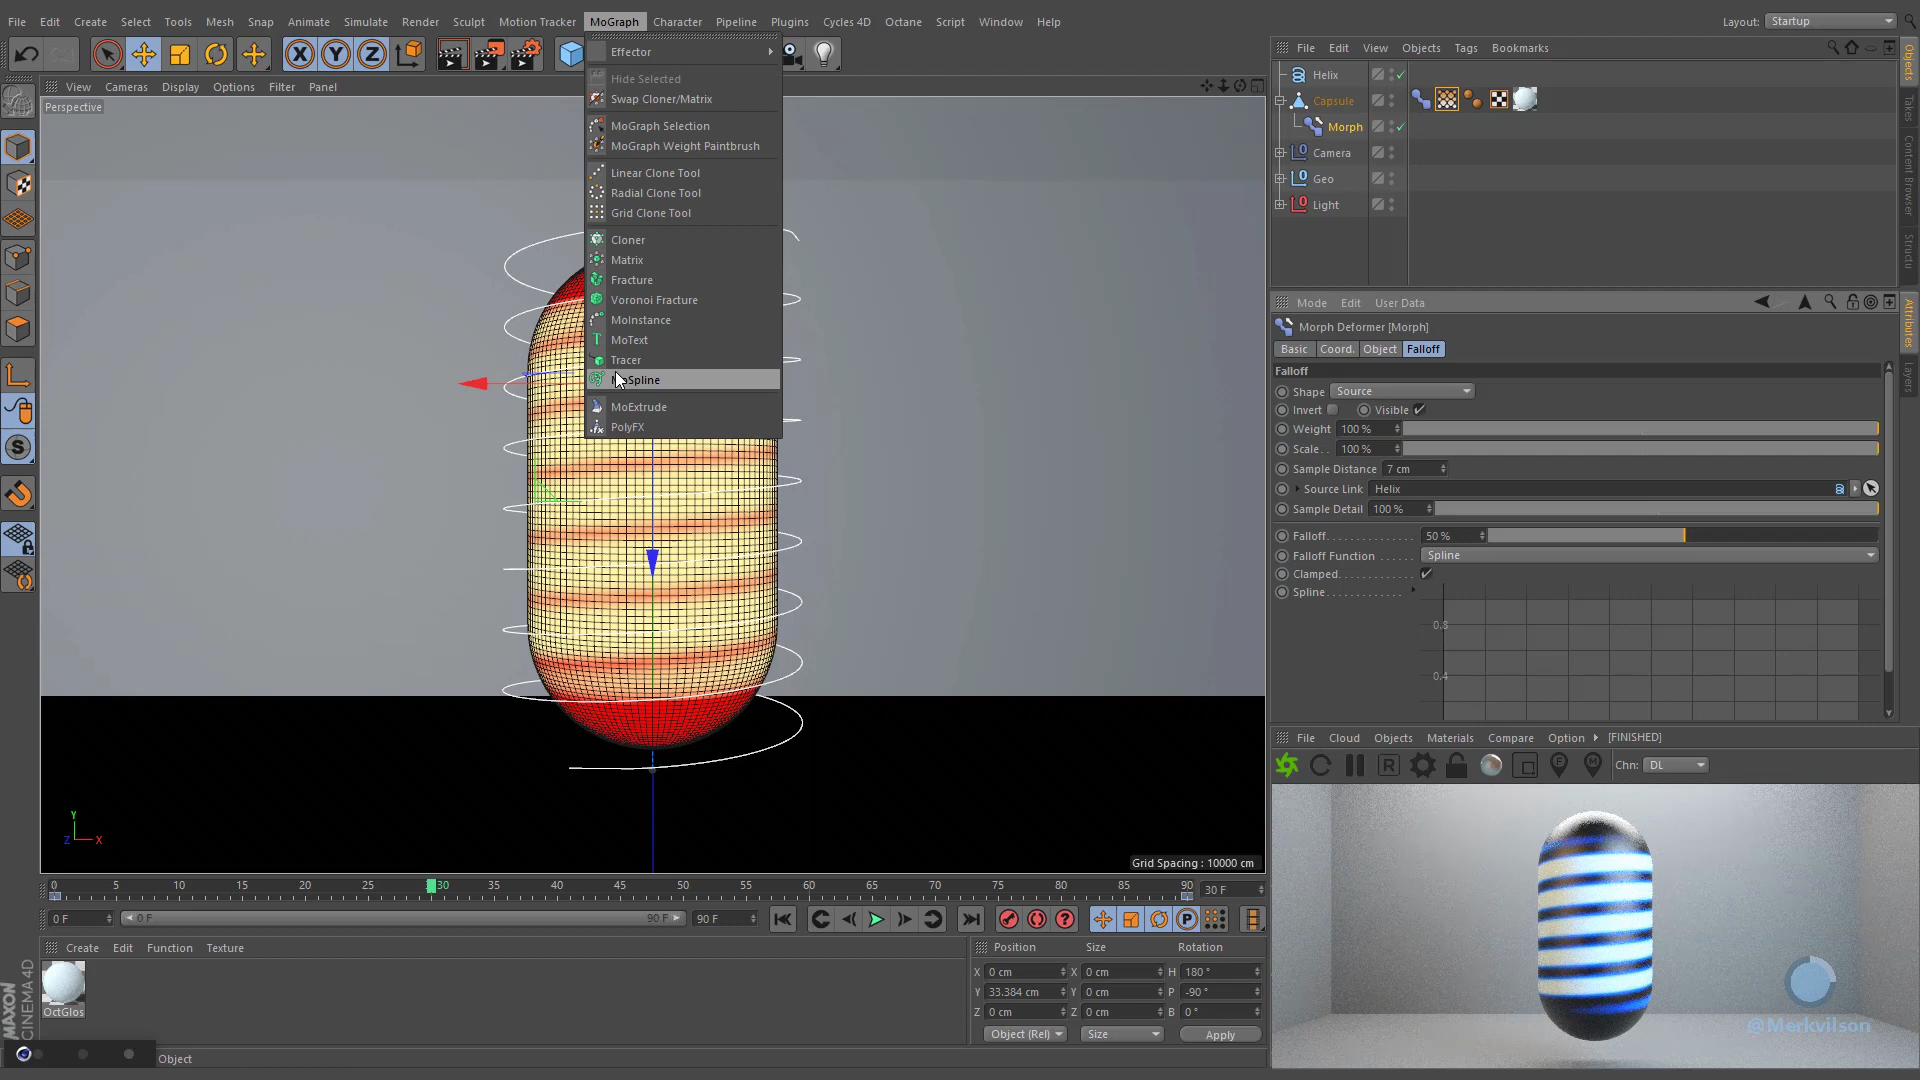 File Edit Create Select Tools Mesh Snap Animate Simulate Render Sculpt Motion Tracker MoGraph Character Pipeline Plugins Cycles 4D Octane Script Window Help Layout: Startup
View Cameras Display Options Filter Panel
Perspective
Effector
Hide Selected
Swap Cloner/Matrix
MoGraph Selection
MoGraph Weight Paintbrush
Linear Clone Tool
Radial Clone Tool
Grid Clone Tool
Cloner
Matrix
Fracture
Voronoi Fracture
MoInstance
MoText
Tracer
MoSpline
MoExtrude
PolyFX
Grid Spacing : 10000 cm
Y
Z X
File Edit View Objects Tags Bookmarks
Helix
Capsule
Morph
Camera
Geo
Light
Objects
Takes
Content Browser
Structu
Mode Edit User Data
Morph Deformer [Morph]
Basic Coord. Object Falloff
Falloff
Shape Source
Invert Visible
Weight 100 %
Scale. . 100 %
Sample Distance 7 cm
Source Link Helix
Sample Detail 100 %
Falloff. . . . . . . . . . . . . 50 %
Falloff Function . . . . . . Spline
Clamped. . . . . . . . . . . .
Spline. . . . . . . . . . . . .
0.8
0.4
Attributes
Layers
File Cloud Objects Materials Compare Option [FINISHED]
Chn: DL
@Merkvilson
0 5 10 15 20 25 30 35 40 45 50 55 60 65 70 75 80 85 90 30 F
0 F 0 F 90 F 90 F
Create Edit Function Texture
OctGlos
MAXON
CINEMA 4D
Position Size Rotation
X 0 cm X 0 cm H 180 °
Y 33.384 cm Y 0 cm P -90 °
Z 0 cm Z 0 cm B 0 °
Object (Rel) Size Apply
Object